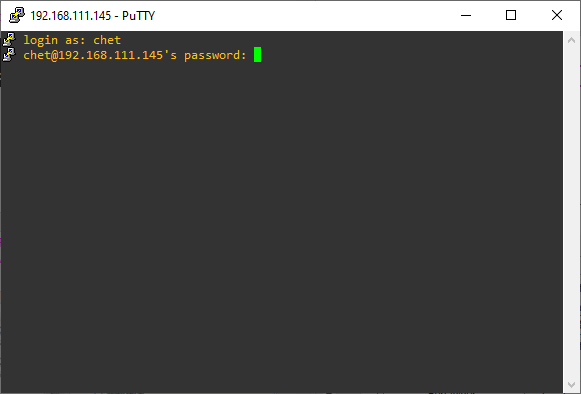 192.168.111.145 - PuTTY
login as: chet
chet@192.168.111.145's password: